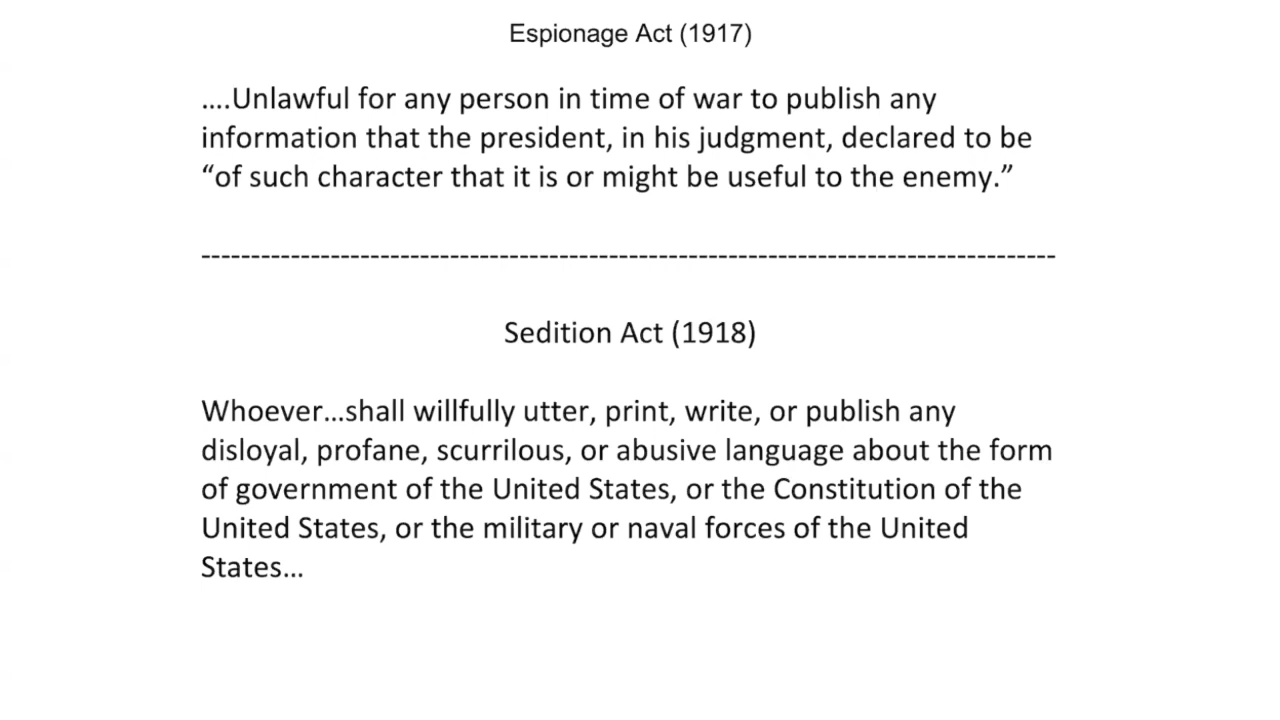 Espionage Act (1917)
….Unlawful for any person in time of war to publish any
information that the president, in his judgment, declared to be
“of such character that it is or might be useful to the enemy.”
--------------------------------------------------------------------------------------
Sedition Act (1918)
Whoever…shall willfully utter, print, write, or publish any
disloyal, profane, scurrilous, or abusive language about the form
of government of the United States, or the Constitution of the
United States, or the military or naval forces of the United
States…